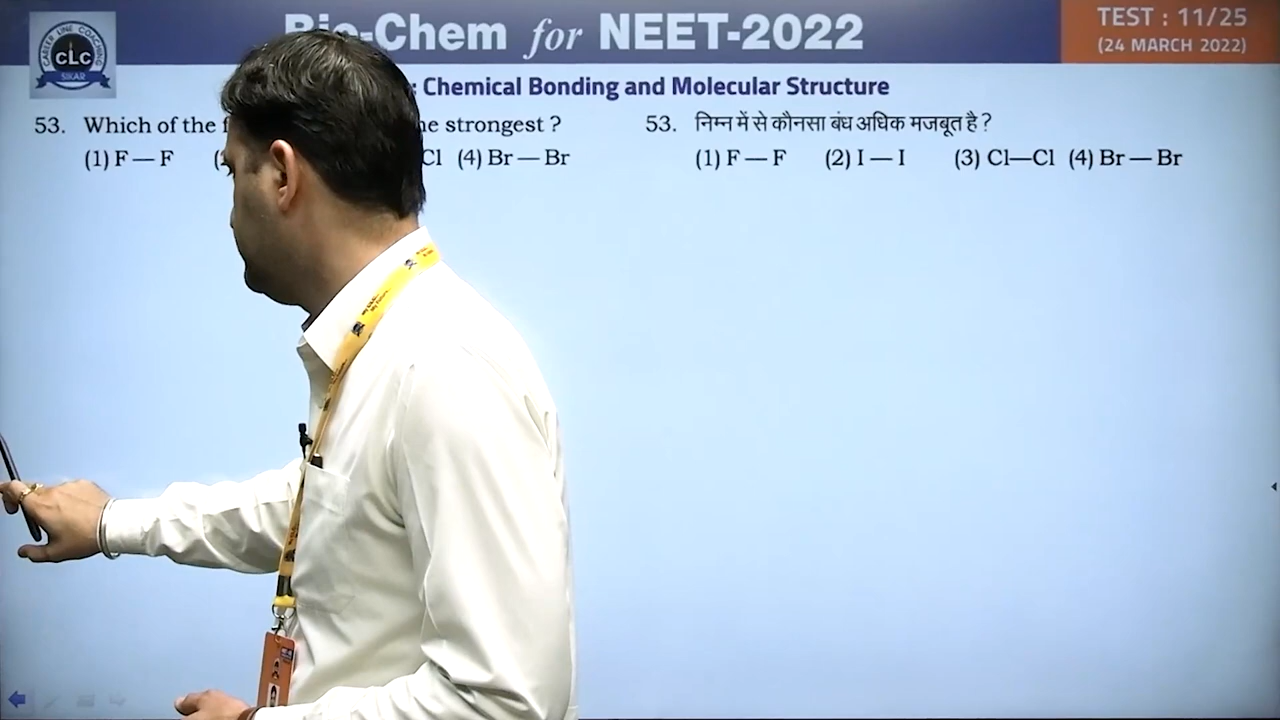 Bio-Chem for NEET-2022
TEST : 11/25
(24 MARCH 2022)
CAREER LINE COACHING
CLC
SIKAR
: Chemical Bonding and Molecular Structure
53. Which of the strongest ?
(1) F — F Cl (4) Br — Br
53. निम्न में से कौनसा बंध अधिक मजबूत है ?
(1) F — F (2) I — I (3) Cl—Cl (4) Br — Br